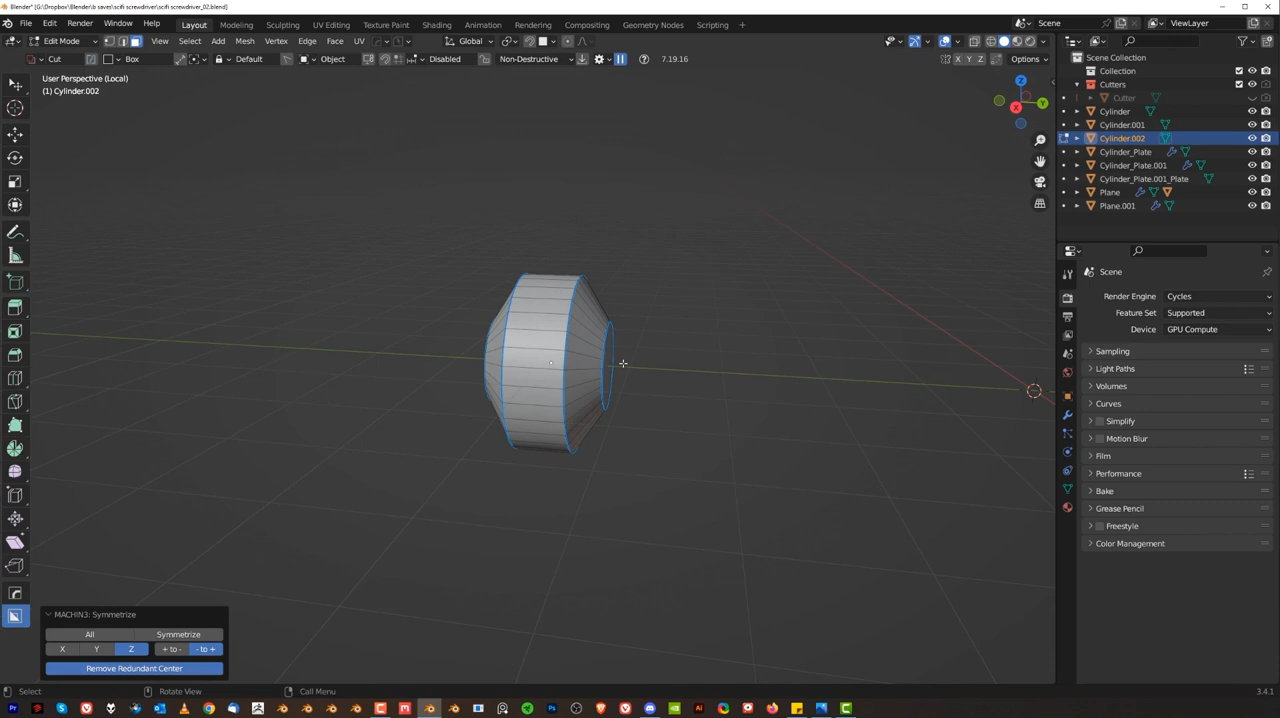 Blender* [G:\Dropbox\Blender\b saves\scifi screwdriver\scifi screwdriver_02.blend]
File Edit Render Window Help Layout Modeling Sculpting UV Editing Texture Paint Shading Animation Rendering Compositing Geometry Nodes Scripting + Scene ViewLayer
Edit Mode View Select Add Mesh Vertex Edge Face UV Global
Cut Box Default Object Disabled Non-Destructive 7.19.16 X Y Z Options
User Perspective (Local)
(1) Cylinder.002
Z
Y
X
Scene Collection
Collection
Cutters
Cutter
Cylinder
Cylinder.001
Cylinder.002
Cylinder_Plate
Cylinder_Plate.001
Cylinder_Plate.001_Plate
Plane
Plane.001
Scene
Render Engine Cycles
Feature Set Supported
Device GPU Compute
Sampling
Light Paths
Volumes
Curves
Simplify
Motion Blur
Film
Performance
Bake
Grease Pencil
Freestyle
Color Management
MACHIN3: Symmetrize
All Symmetrize
X Y Z + to - - to +
Remove Redundant Center
Select Rotate View Call Menu 3.4.1